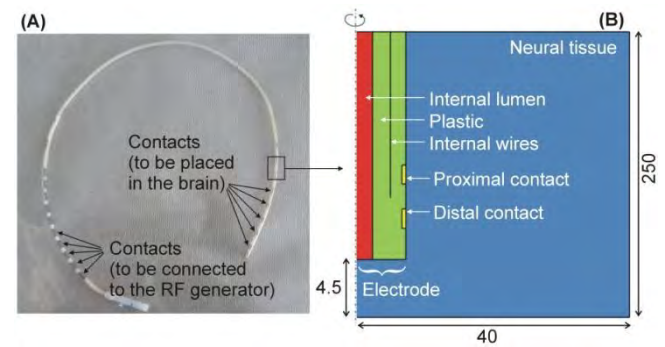 (A)
Contacts
(to be placed
in the brain)
Contacts
(to be connected
to the RF generator)
(B)
Neural tissue
Internal lumen
Plastic
Internal wires
Proximal contact
Distal contact
250
4.5
Electrode
40